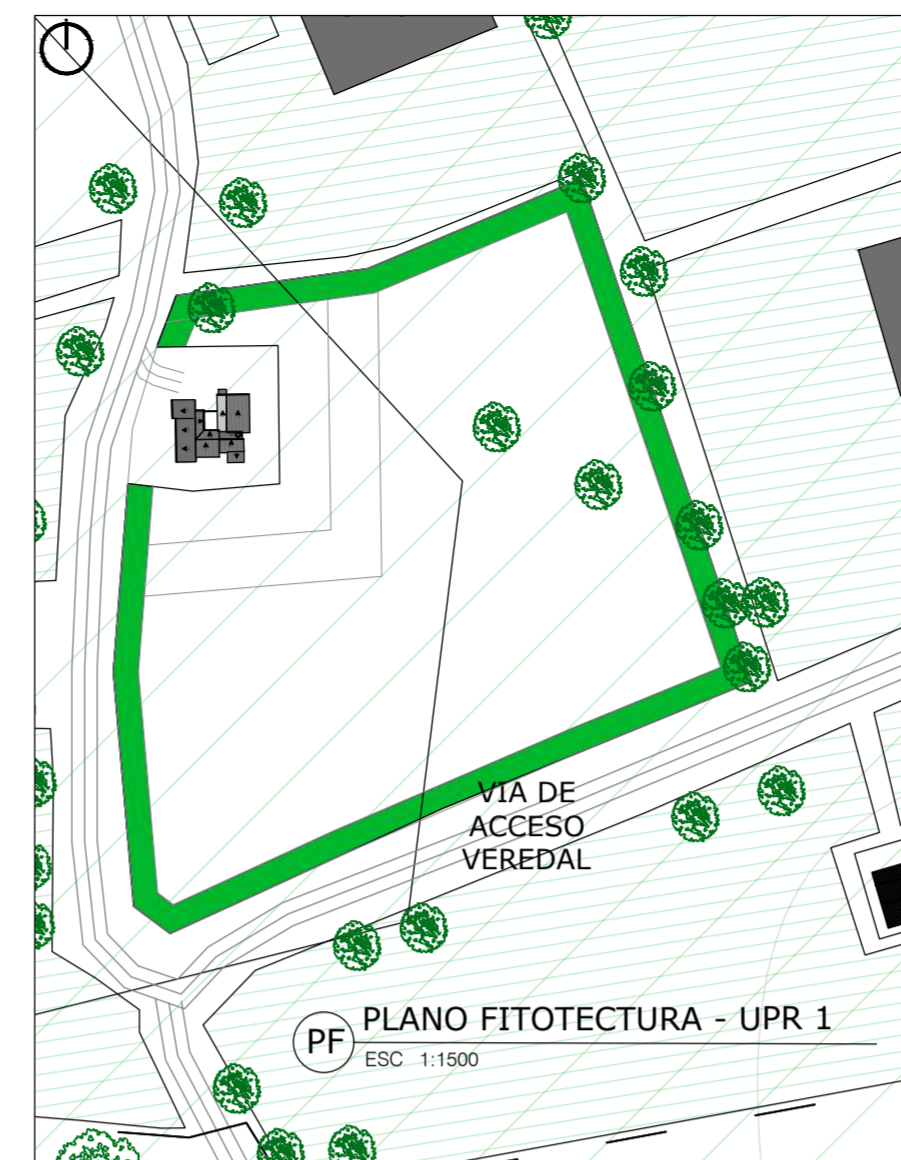 VIA DE
ACCESO
VEREDAL
PF
PLANO FITOTECTURA - UPR 1
ESC 1:1500